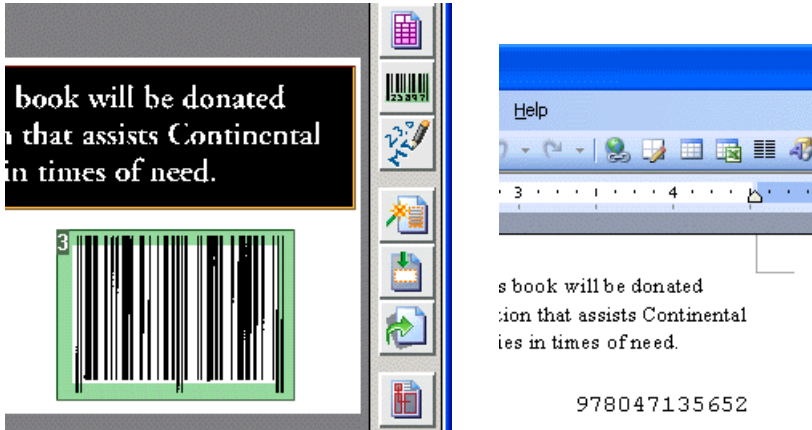 book will be donated
that assists Continental
in times of need.
3
23897
Help
3 4
s book will be donated
tion that assists Continental
ies in times of need.
978047135652